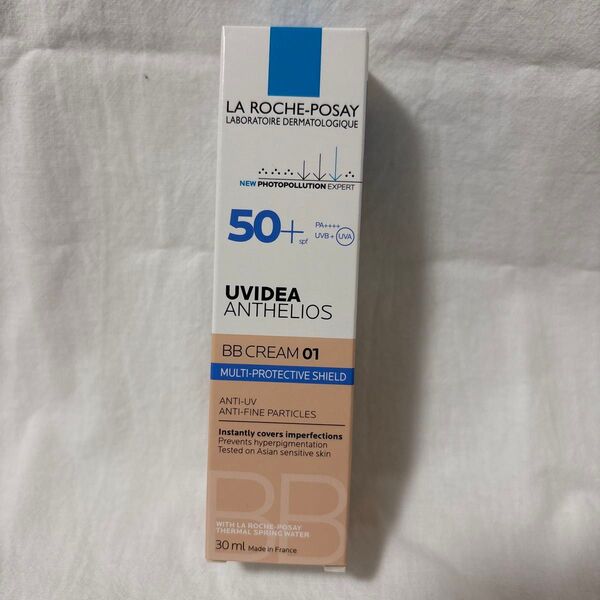 LA ROCHE-POSAY
LABORATOIRE DERMATOLOGIQUE
NEW PHOTOPOLLUTION EXPERT
50+ spf
PA++++
UVB + UVA
UVIDEA
ANTHELIOS
BB CREAM 01
MULTI-PROTECTIVE SHIELD
ANTI-UV
ANTI-FINE PARTICLES
Instantly covers imperfections
Prevents hyperpigmentation
Tested on Asian sensitive skin
BB
WITH LA ROCHE-POSAY
THERMAL SPRING WATER
30 ml Made in France